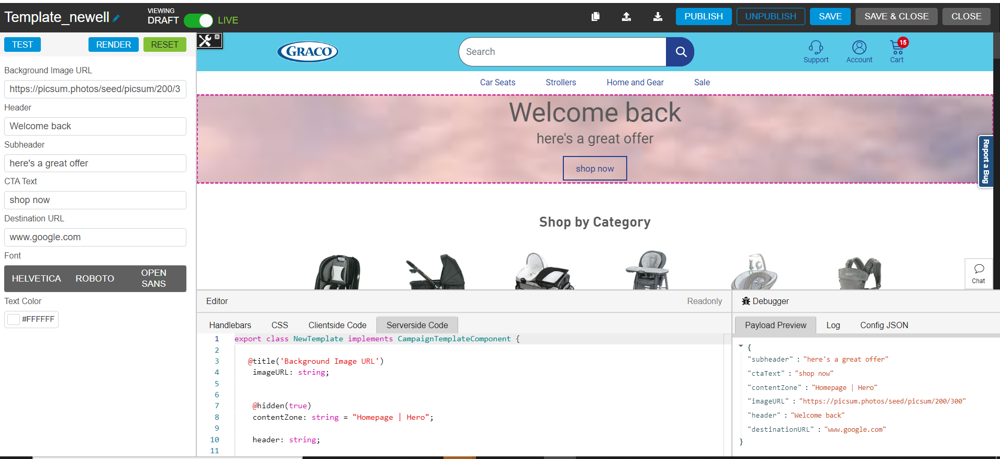 Template_newell
VIEWING
DRAFT
LIVE
PUBLISH
UNPUBLISH
SAVE
SAVE & CLOSE
CLOSE
TEST
RENDER
RESET
Background Image URL
https://picsum.photos/seed/picsum/200/3
Header
Welcome back
Subheader
here's a great offer
CTA Text
shop now
Destination URL
www.google.com
Font
HELVETICA
ROBOTO
OPEN
SANS
Text Color
#FFFFFF
GRACO
Search
Support
Account
15
Cart
Car Seats
Strollers
Home and Gear
Sale
Welcome back
here's a great offer
shop now
Report a Bug
Shop by Category
Chat
Editor
Readonly
Handlebars
CSS
Clientside Code
Serverside Code
1 export class NewTemplate implements CampaignTemplateComponent {
2
3 @title('Background Image URL')
4 imageURL: string;
5
6
7 @hidden(true)
8 contentZone: string = "Homepage | Hero";
9
10 header: string;
11
Debugger
Payload Preview
Log
Config JSON
{
"subheader" : "here's a great offer"
"ctaText" : "shop now"
"contentZone" : "Homepage | Hero"
"imageURL" : "https://picsum.photos/seed/picsum/200/300"
"header" : "Welcome back"
"destinationURL" : "www.google.com"
}